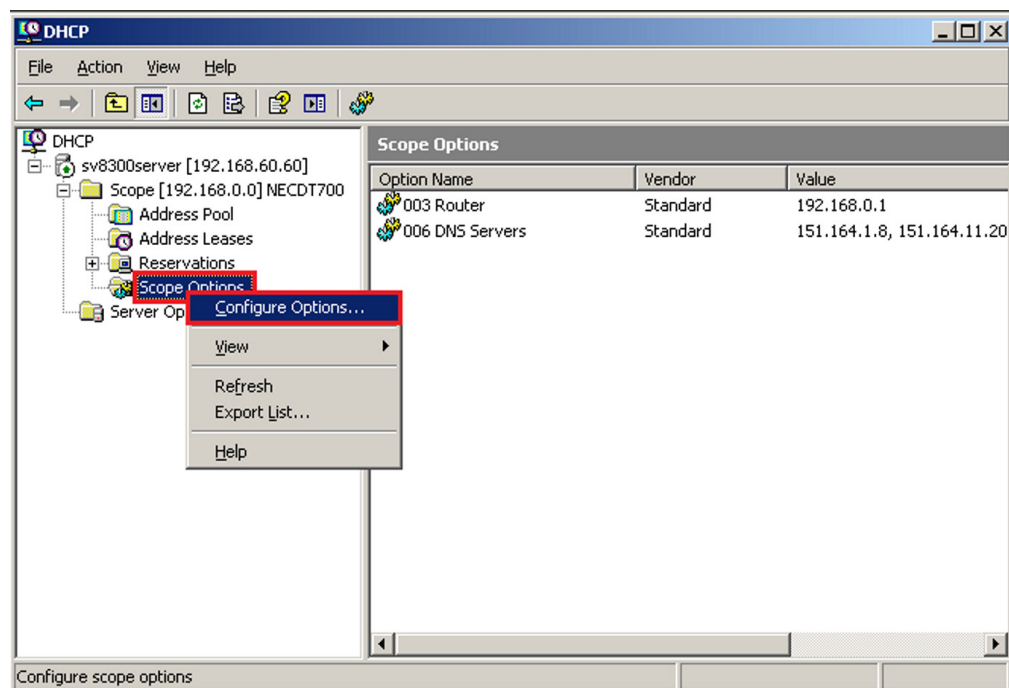 DHCP
File Action View Help
DHCP
sv8300server [192.168.60.60]
Scope [192.168.0.0] NECDT700
Address Pool
Address Leases
Reservations
Scope Options
Server Op
Configure Options...
View
Refresh
Export List...
Help
Scope Options
Option Name Vendor Value
003 Router Standard 192.168.0.1
006 DNS Servers Standard 151.164.1.8, 151.164.11.20
Configure scope options